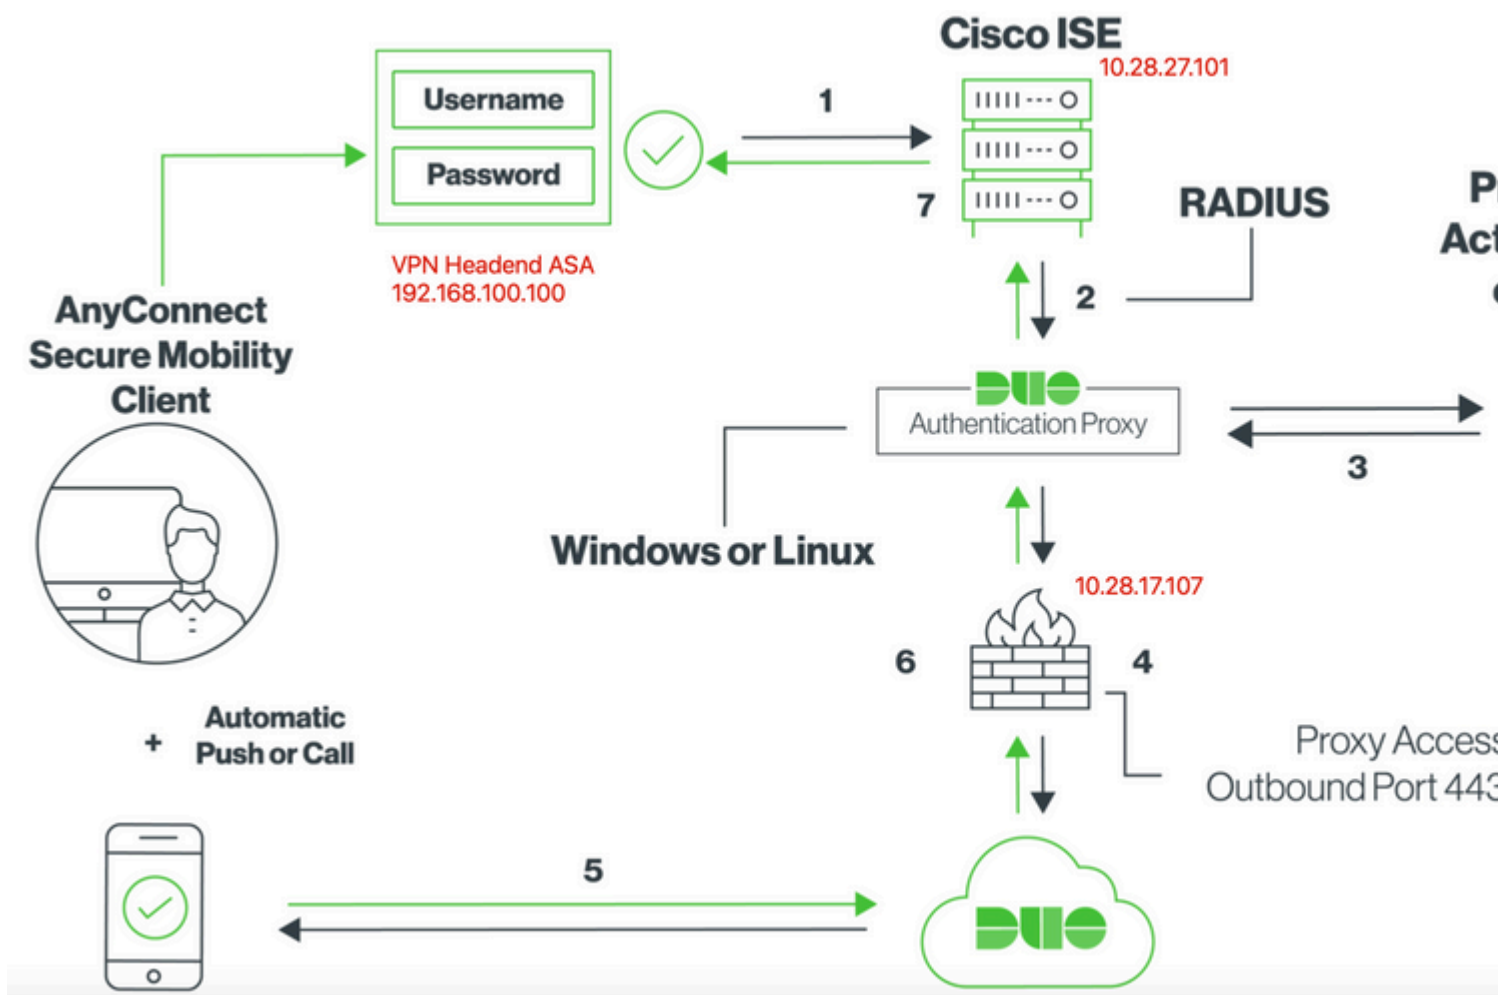 Cisco ISE
10.28.27.101
Username
Password
1
7
VPN Headend ASA
192.168.100.100
RADIUS
2
AnyConnect
Secure Mobility
Client
DUO
Authentication Proxy
3
Windows or Linux
10.28.17.107
6
4
+
Automatic
Push or Call
Proxy Access
Outbound Port 443
5
DUO